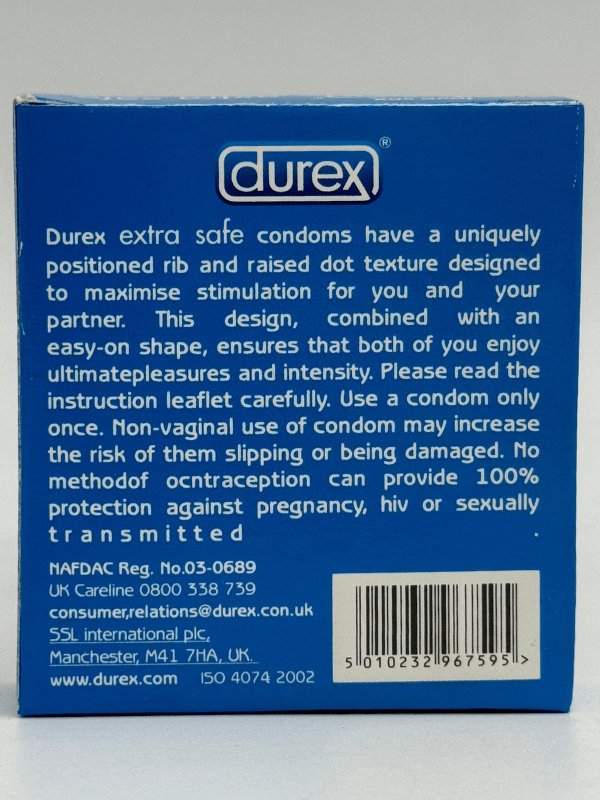 durex®
Durex extra safe condoms have a uniquely
positioned rib and raised dot texture designed
to maximise stimulation for you and your
partner. This design, combined with an
easy-on shape, ensures that both of you enjoy
ultimatepleasures and intensity. Please read the
instruction leaflet carefully. Use a condom only
once. Non-vaginal use of condom may increase
the risk of them slipping or being damaged. No
methodof ocntraception can provide 100%
protection against pregnancy, hiv or sexually
transmitted .
NAFDAC Reg. No.03-0689
UK Careline 0800 338 739
consumer,relations@durex.con.uk
SSL international plc,
Manchester, M41 7HA, UK.
www.durex.com ISO 4074 2002
5 010232 967595 >